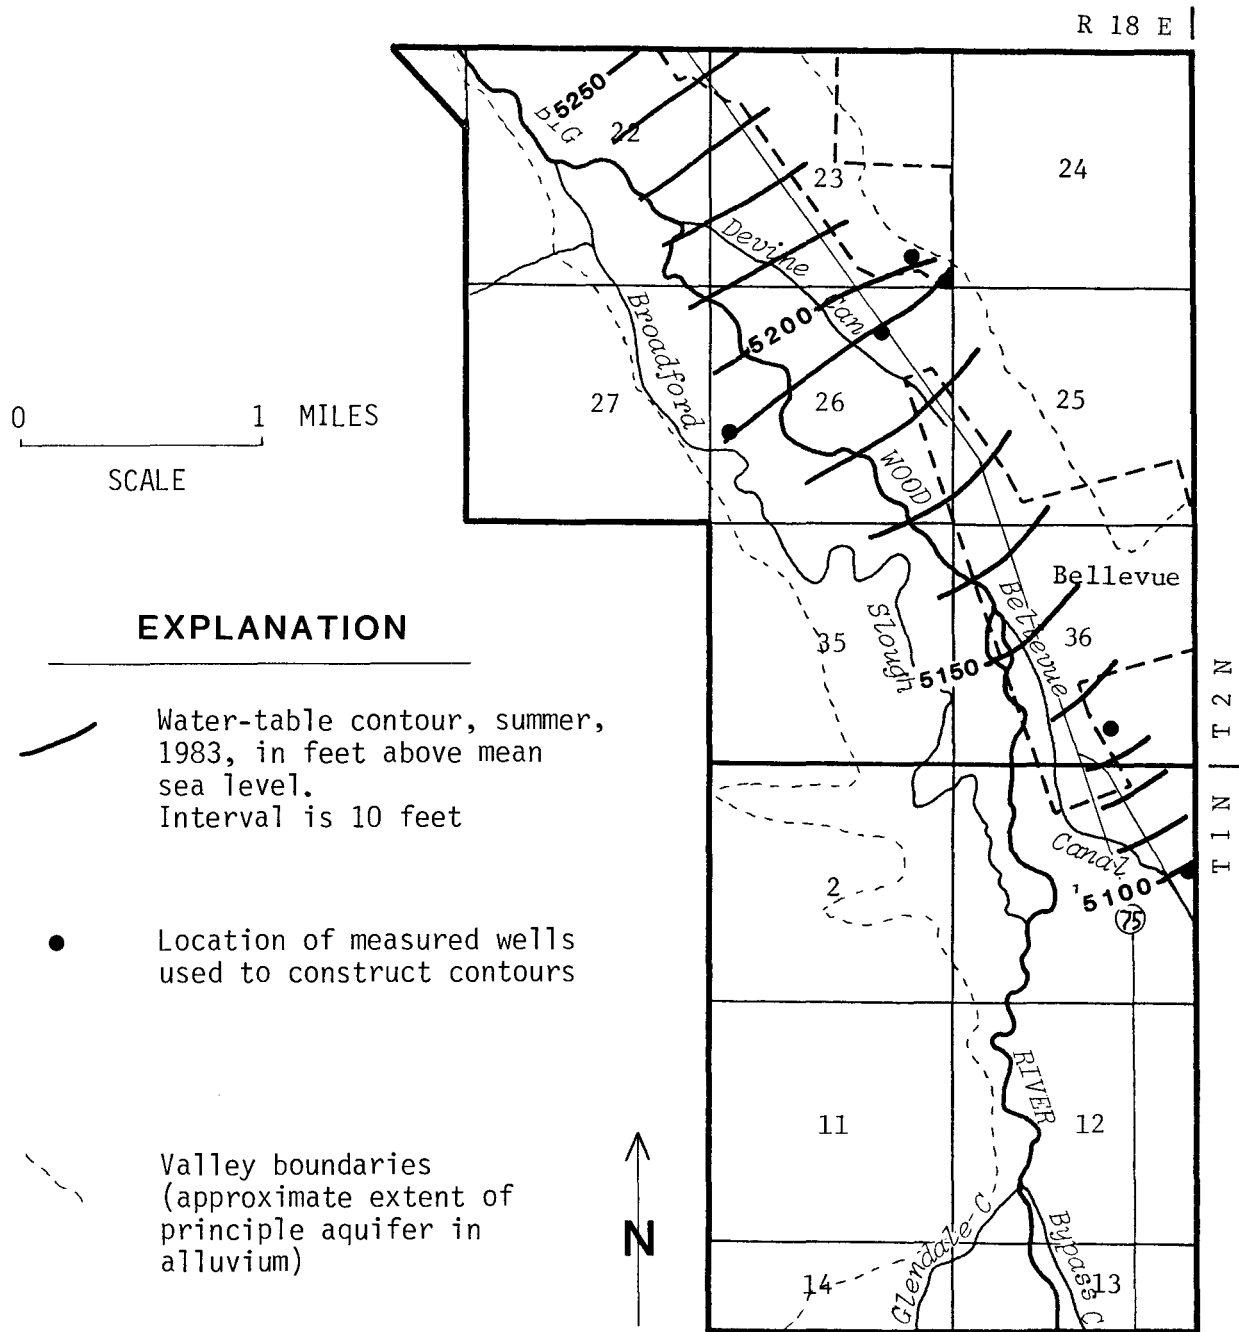 R 18 E
5250
BIG
22
23
24
Devine
Can
5200
Broadford
27
26
25
0 1 MILES
SCALE
WOOD
EXPLANATION
Water-table contour, summer,
1983, in feet above mean
sea level.
Interval is 10 feet
Location of measured wells
used to construct contours
Valley boundaries
(approximate extent of
principle aquifer in
alluvium)
N
Bellevue
Bellevue
Slough
35
36
5150
T 2 N
T 1 N
Canal
5100
75
2
RIVER
11
12
Glendale C
Bypass C
14
13